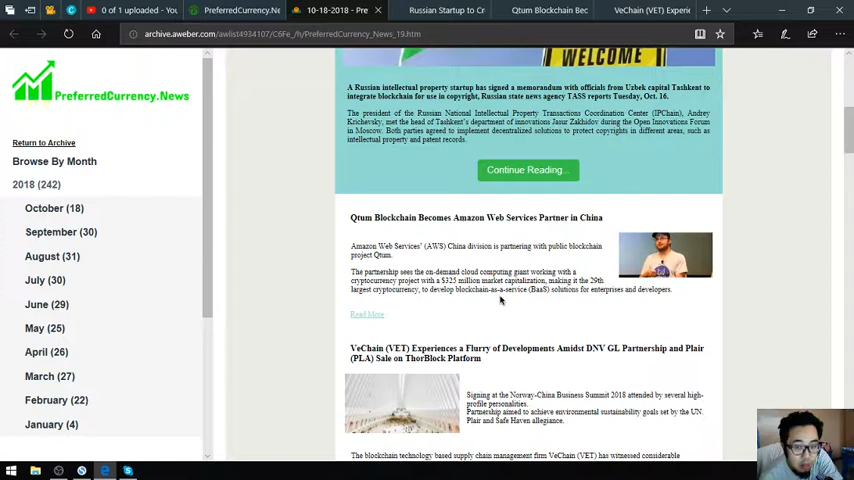 0 of 1 uploaded - You
PreferredCurrency.Ne
10-18-2018 - Pre
Russian Startup to Cr
Qtum Blockchain Bec
VeChain (VET) Experie
https://archive.aweber.com/awlist4934107/C6Fe_/h/PreferredCurrency_News_19.htm
WELCOME
PreferredCurrency.News
Return to Archive
Browse By Month
2018 (242)
October (18)
September (30)
August (31)
July (30)
June (29)
May (25)
April (26)
March (27)
February (22)
January (4)
A Russian intellectual property startup has signed a memorandum with officials from Uzbek capital Tashkent to
integrate blockchain for use in copyright, Russian state news agency TASS reports Tuesday, Oct. 16.
The president of the Russian National Intellectual Property Transactions Coordination Center (IPChain), Andrey
Krichevsky, met the head of Tashkent's department of innovations Jasur Zakhidov during the Open Innovations Forum
in Moscow. Both parties agreed to implement decentralized solutions to protect copyrights in different areas, such as
intellectual property and patent records.
Continue Reading...
Qtum Blockchain Becomes Amazon Web Services Partner in China
Amazon Web Services' (AWS) China division is partnering with public blockchain
project Qtum.
The partnership sees the on-demand cloud computing giant working with a
cryptocurrency project with a $325 million market capitalization, making it the 29th
largest cryptocurrency, to develop blockchain-as-a-service (BaaS) solutions for enterprises and developers.
Read More
VeChain (VET) Experiences a Flurry of Developments Amidst DNV GL Partnership and Plair
(PLA) Sale on ThorBlock Platform
Signing at the Norway-China Business Summit 2018 attended by several high-
profile personalities.
Partnership aimed to achieve environmental sustainability goals set by the UN.
Plair and Safe Haven allegiance.
The blockchain technology based supply chain management firm VeChain (VET) has witnessed considerable